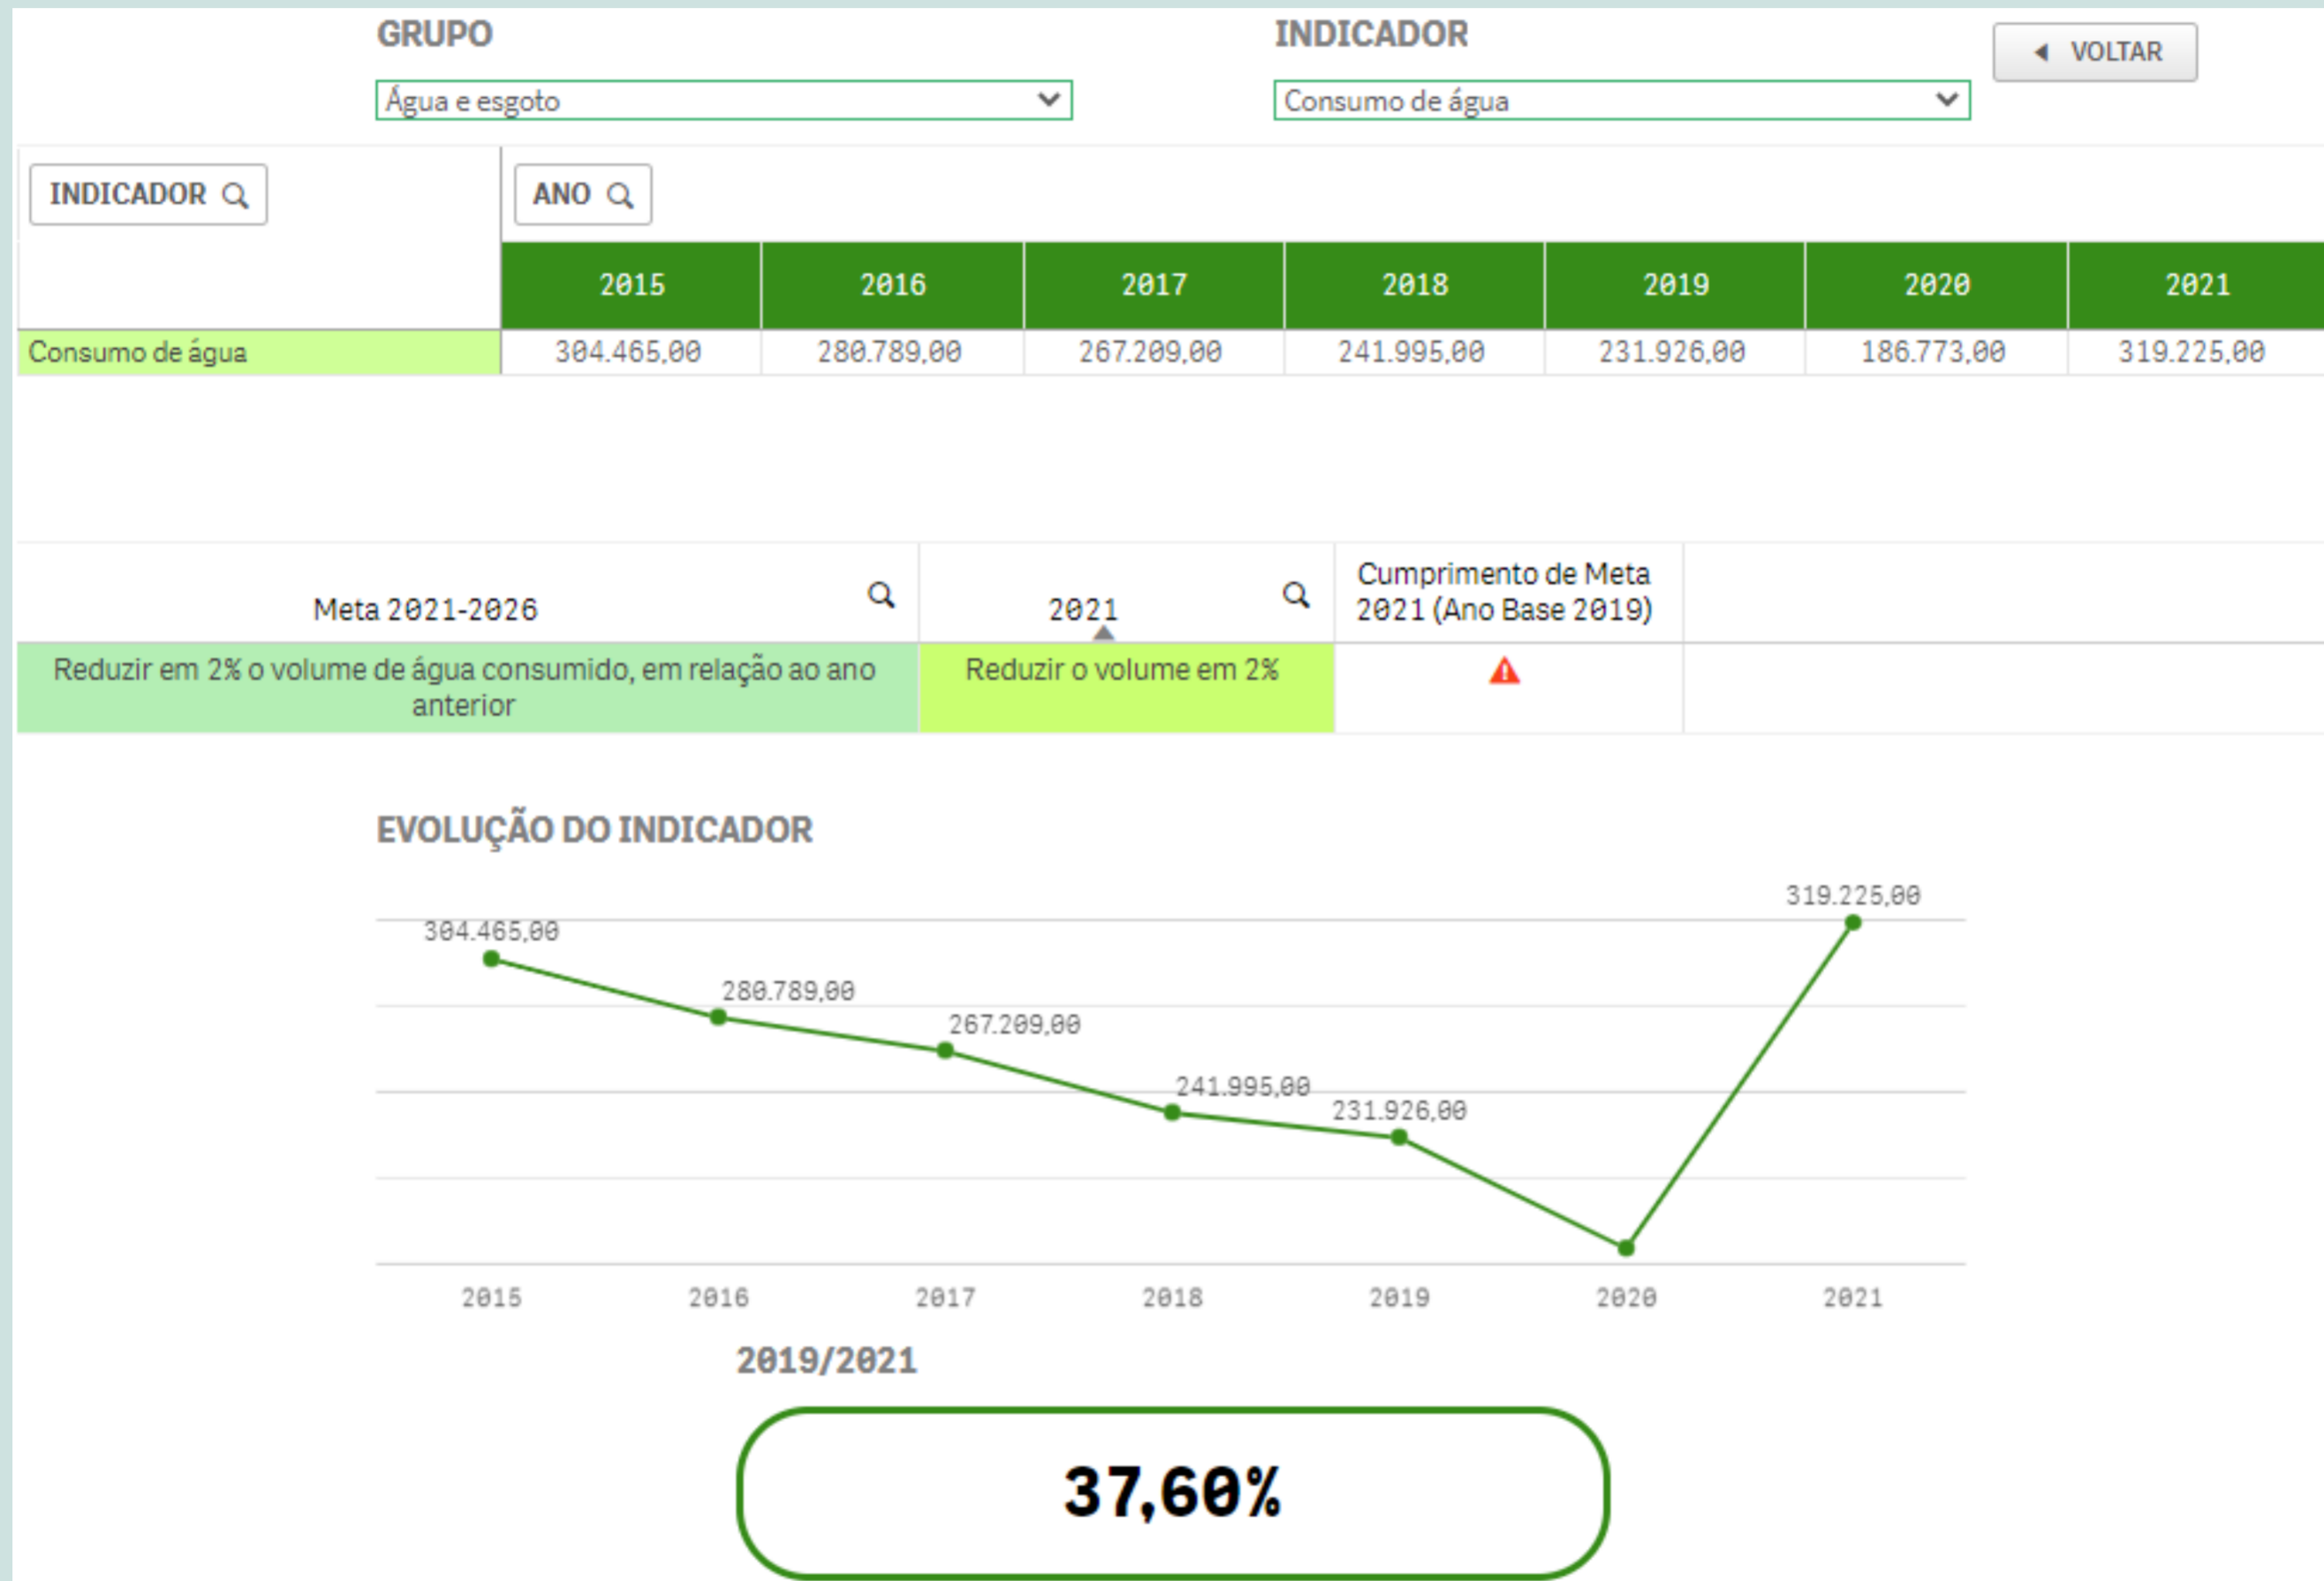 GRUPO
INDICADOR
VOLTAR
Água e esgoto
Consumo de água
INDICADOR
ANO
2015 2016 2017 2018 2019 2020 2021
Consumo de água 304.465,00 280.789,00 267.209,00 241.995,00 231.926,00 186.773,00 319.225,00
Meta 2021-2026
2021
Cumprimento de Meta
2021 (Ano Base 2019)
Reduzir em 2% o volume de água consumido, em relação ao ano
anterior
Reduzir o volume em 2%
EVOLUÇÃO DO INDICADOR
304.465,00
280.789,00
267.209,00
241.995,00
231.926,00
319.225,00
2015 2016 2017 2018 2019 2020 2021
2019/2021
37,60%